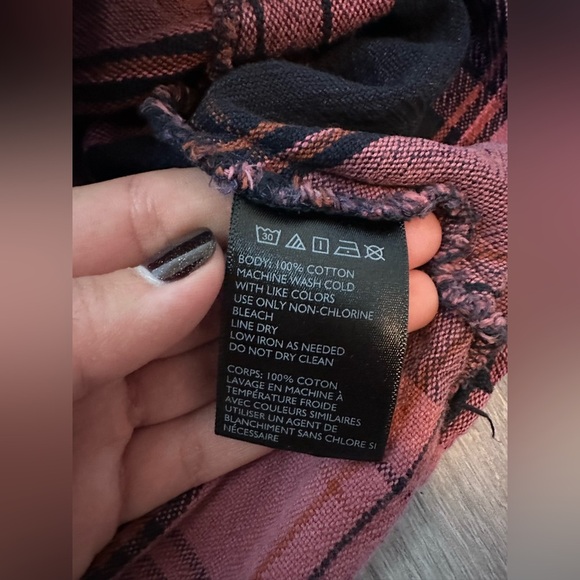 30
BODY: 100% COTTON
MACHINE WASH COLD
WITH LIKE COLORS
USE ONLY NON-CHLORINE
BLEACH
LINE DRY
LOW IRON AS NEEDED
DO NOT DRY CLEAN
CORPS: 100% COTON
LAVAGE EN MACHINE À
TEMPÉRATURE FROIDE
AVEC COULEURS SIMILAIRES
UTILISER UN AGENT DE
BLANCHIMENT SANS CHLORE SI
NÉCESSAIRE